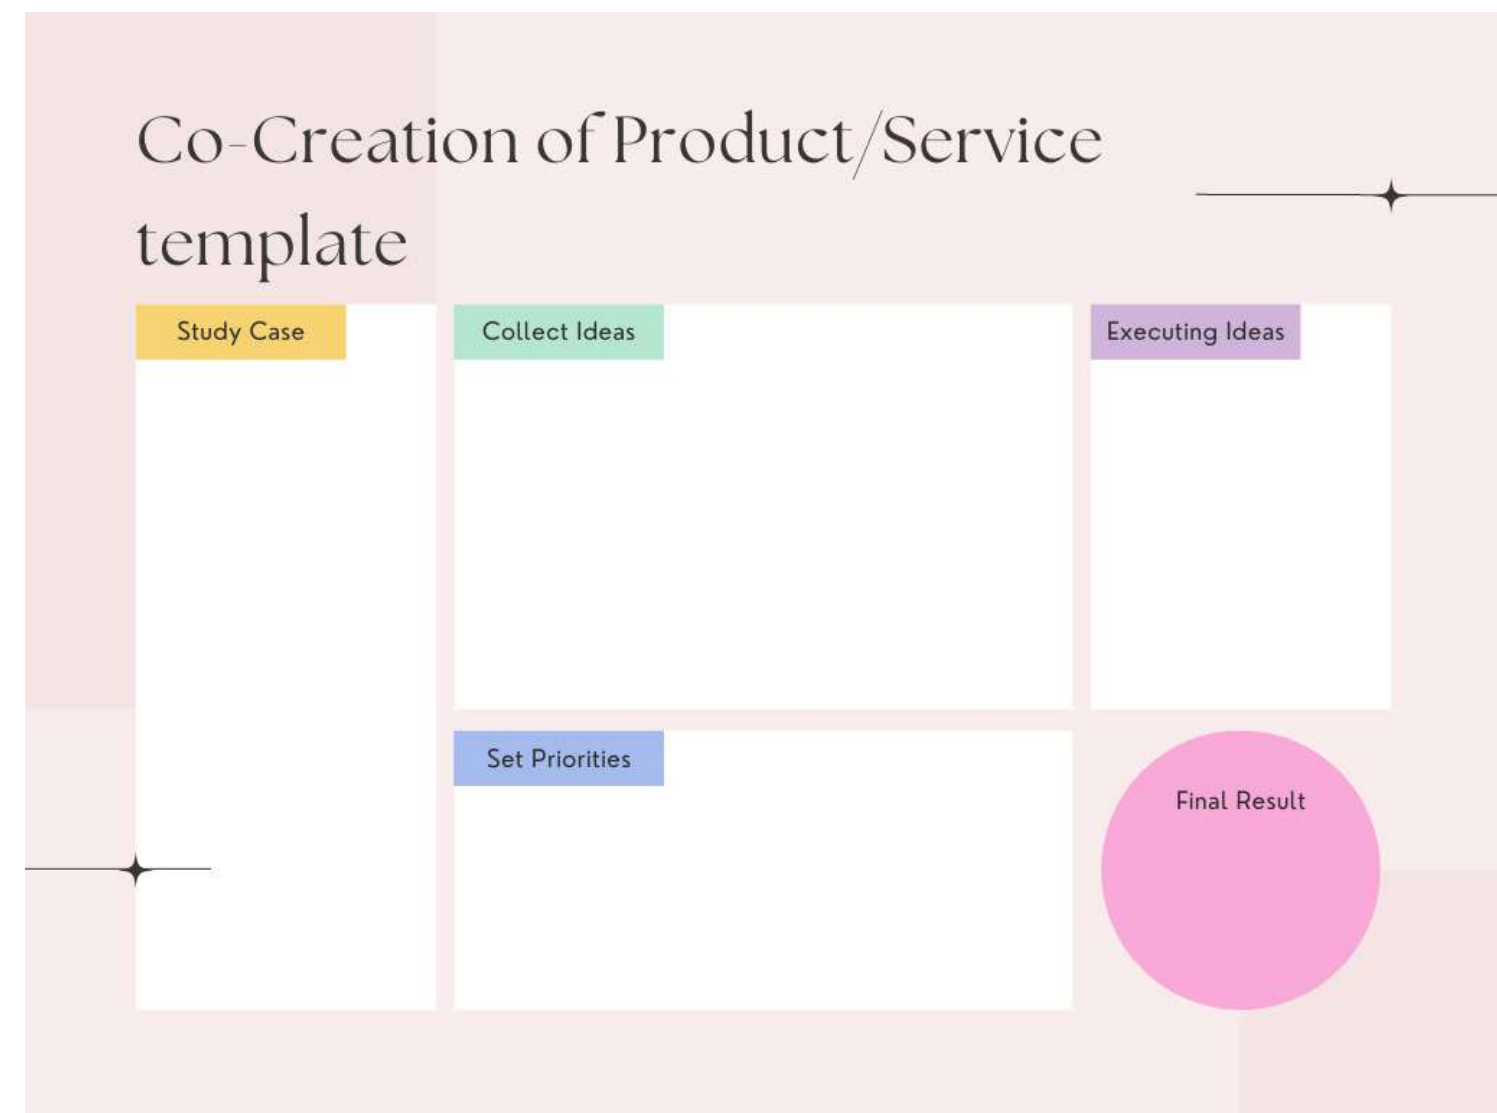 Co-Creation of Product/Service
template
Study Case
Collect Ideas
Executing Ideas
Set Priorities
Final Result